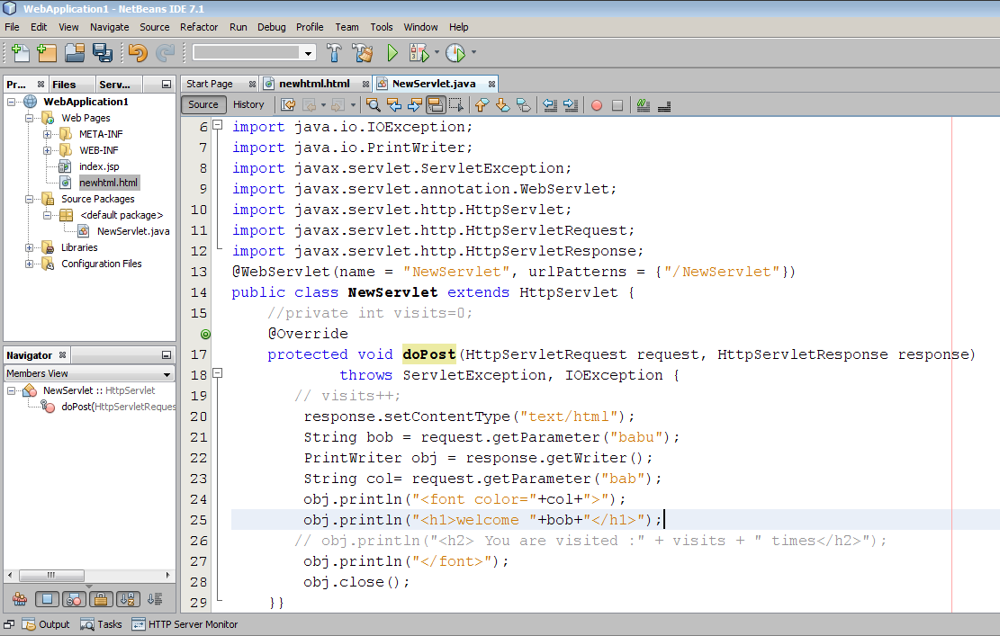 WebApplication1 - NetBeans IDE 7.1
File Edit View Navigate Source Refactor Run Debug Profile Team Tools Window Help
Pr... Files Serv...
WebApplication1
Web Pages
META-INF
WEB-INF
index.jsp
newhtml.html
Source Packages
<default package>
NewServlet.java
Libraries
Configuration Files
Navigator
Members View
NewServlet :: HttpServlet
doPost(HttpServletReques
Start Page newhtml.html NewServlet.java
Source History
6 import java.io.IOException;
7 import java.io.PrintWriter;
8 import javax.servlet.ServletException;
9 import javax.servlet.annotation.WebServlet;
10 import javax.servlet.http.HttpServlet;
11 import javax.servlet.http.HttpServletRequest;
12 import javax.servlet.http.HttpServletResponse;
13 @WebServlet(name = "NewServlet", urlPatterns = {"/NewServlet"})
14 public class NewServlet extends HttpServlet {
15 //private int visits=0;
@Override
17 protected void doPost(HttpServletRequest request, HttpServletResponse response)
18 throws ServletException, IOException {
19 // visits++;
20 response.setContentType("text/html");
21 String bob = request.getParameter("babu");
22 PrintWriter obj = response.getWriter();
23 String col= request.getParameter("bab");
24 obj.println("<font color="+col+">");
25 obj.println("<h1>welcome "+bob+"</h1>");
26 // obj.println("<h2> You are visited :" + visits + " times</h2>");
27 obj.println("</font>");
28 obj.close();
29 }}
Output Tasks HTTP Server Monitor